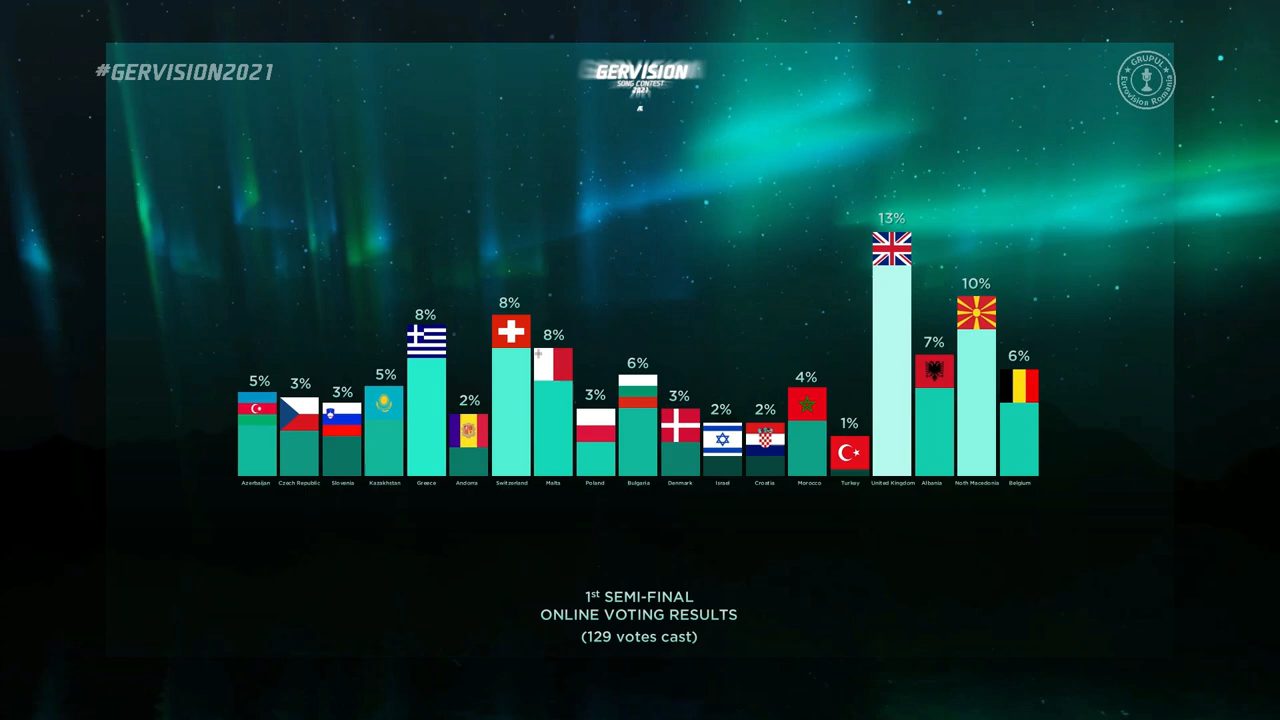 #GERVISION2021
GERVISION
SONG CONTEST
2021
GRUPUL
Eurovision Romania
5%
3%
3%
5%
8%
2%
8%
8%
3%
6%
3%
2%
2%
4%
1%
13%
7%
10%
6%
Azerbaijan
Czech Republic
Slovenia
Kazakhstan
Greece
Andorra
Switzerland
Malta
Poland
Bulgaria
Denmark
Israel
Croatia
Morocco
Turkey
United Kingdom
Albania
Noth Macedonia
Belgium
1st SEMI-FINAL
ONLINE VOTING RESULTS
(129 votes cast)